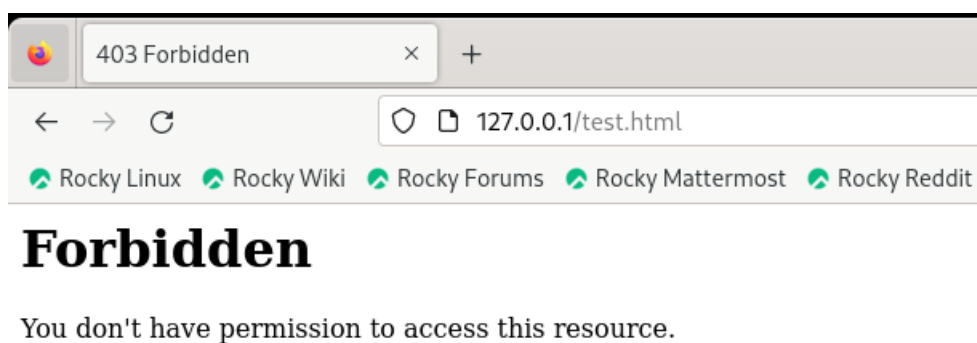 403 Forbidden
127.0.0.1/test.html
Rocky Linux Rocky Wiki Rocky Forums Rocky Mattermost Rocky Reddit
Forbidden
You don't have permission to access this resource.